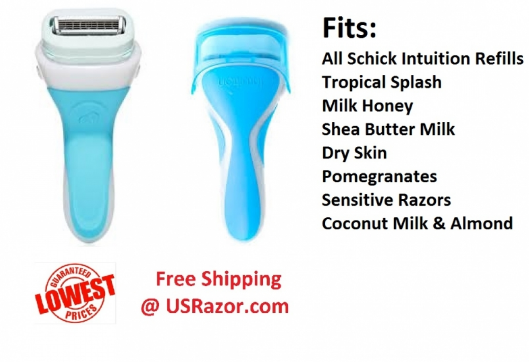 Fits:
All Schick Intuition Refills
Tropical Splash
Milk Honey
Shea Butter Milk
Dry Skin
Pomegranates
Sensitive Razors
Coconut Milk & Almond
GUARANTEED
LOWEST
PRICES
Free Shipping
@ USRazor.com